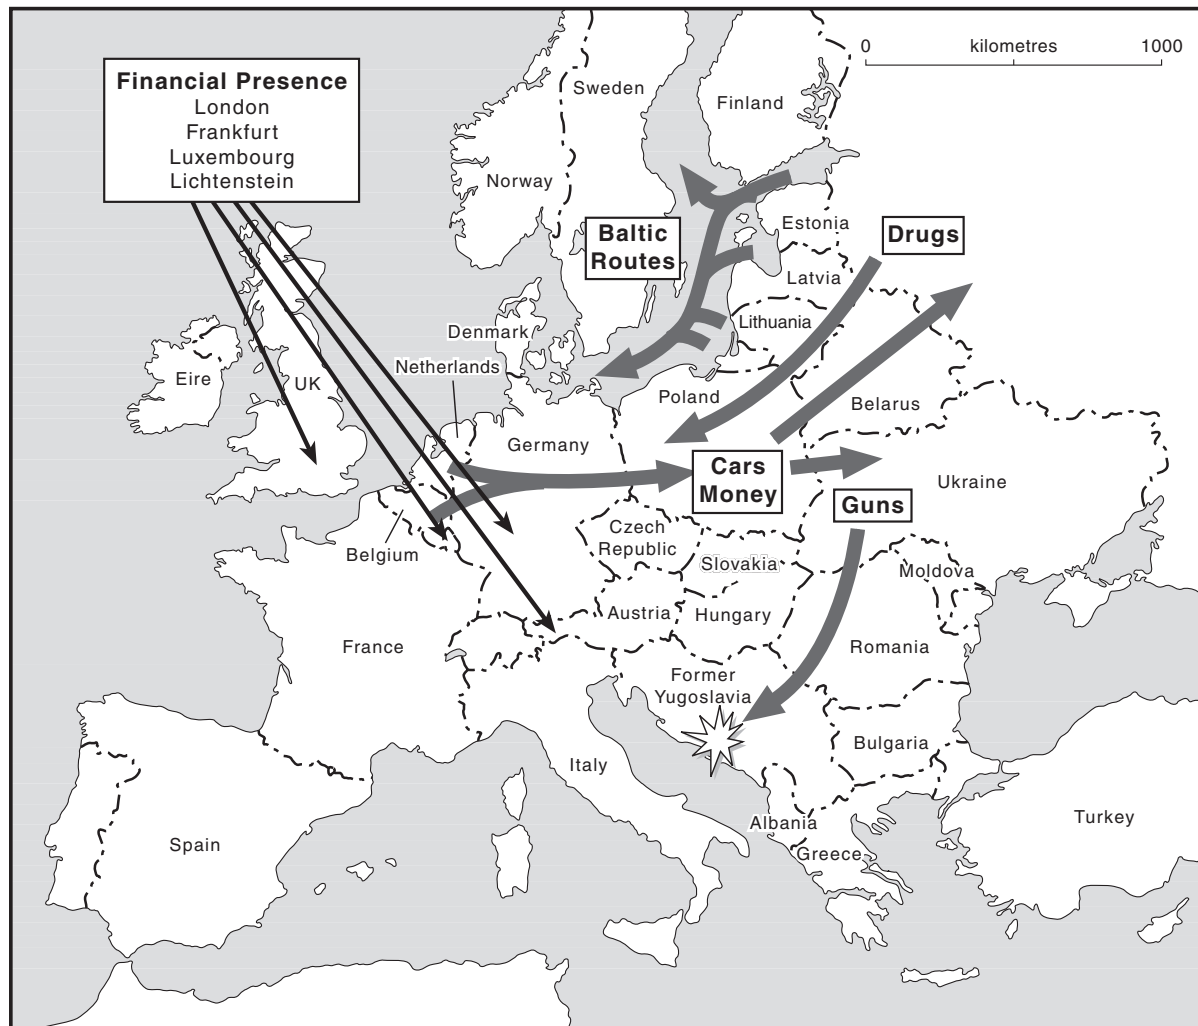 Financial Presence
London
Frankfurt
Luxembourg
Lichtenstein
0 kilometres 1000
Sweden
Finland
Norway
Baltic
Routes
Estonia
Drugs
Latvia
Lithuania
Denmark
Netherlands
Eire
UK
Poland
Belarus
Germany
Cars
Money
Ukraine
Guns
Belgium
Czech
Republic
Slovakia
Moldova
Austria
Hungary
France
Romania
Former
Yugoslavia
Bulgaria
Italy
Albania
Turkey
Spain
Greece